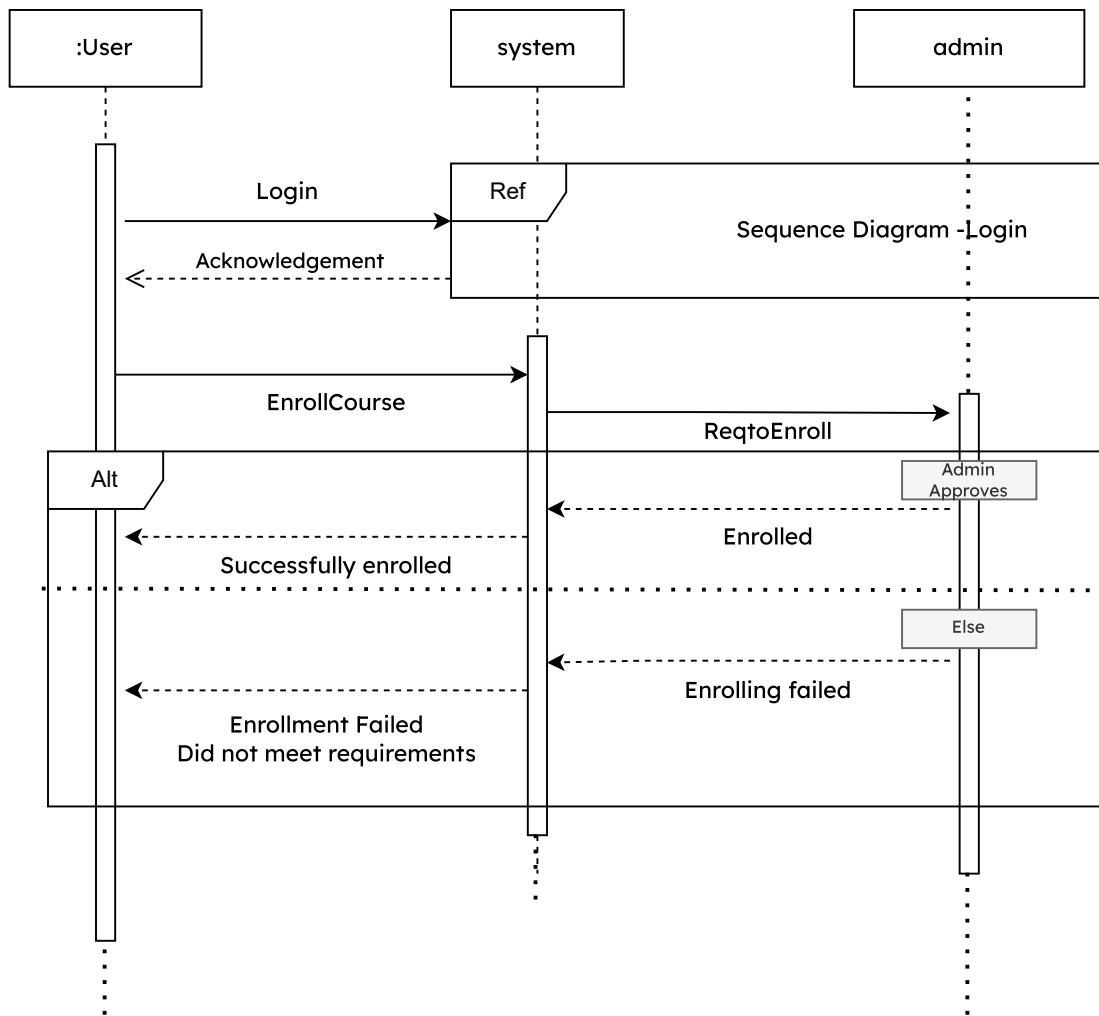 :User
system
admin
Login
Ref
Sequence Diagram -Login
Acknowledgement
EnrollCourse
ReqtoEnroll
Alt
Admin
Approves
Enrolled
Successfully enrolled
Else
Enrolling failed
Enrollment Failed
Did not meet requirements